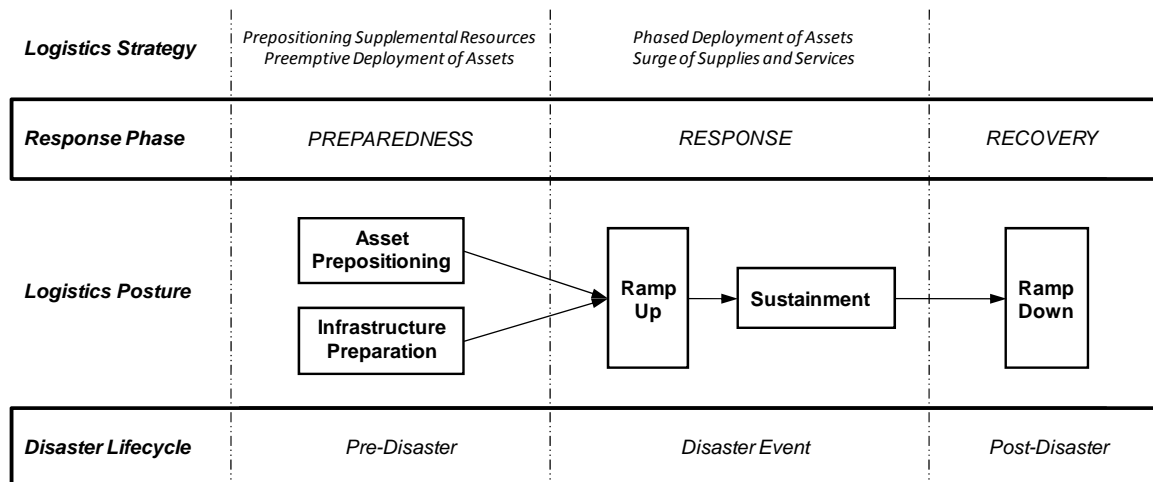 Logistics Strategy
Prepositioning Supplemental Resources
Preemptive Deployment of Assets
Phased Deployment of Assets
Surge of Supplies and Services
Response Phase
PREPAREDNESS
RESPONSE
RECOVERY
Logistics Posture
Asset
Prepositioning
Infrastructure
Preparation
Ramp
Up
Sustainment
Ramp
Down
Disaster Lifecycle
Pre-Disaster
Disaster Event
Post-Disaster